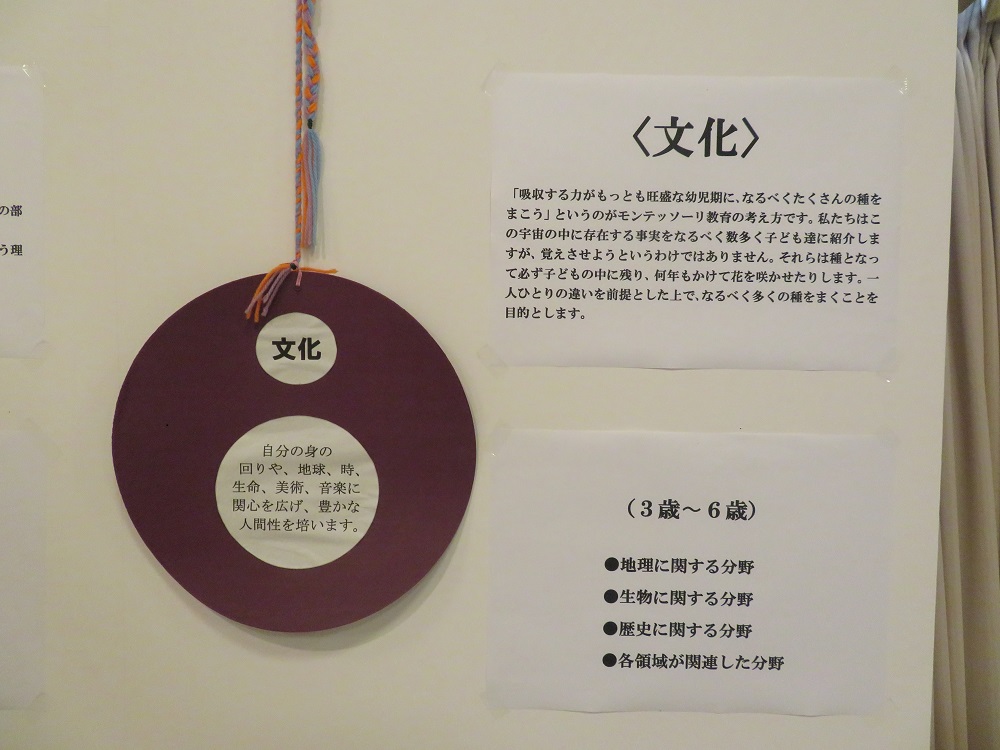 の部
う理
文化
自分の身の
回りや、地球、時、
生命、美術、音楽に
関心を広げ、豊かな
人間性を培います。
〈文化〉
「吸収する力がもっとも旺盛な幼児期に、なるべくたくさんの種を
まこう」というのがモンテッソーリ教育の考え方です。私たちはこ
の宇宙の中に存在する事実をなるべく数多く子ども達に紹介しま
すが、覚えさせようというわけではありません。それらは種となっ
て必ず子どもの中に残り、何年もかけて花を咲かせたりします。一
人ひとりの違いを前提とした上で、なるべく多くの種をまくことを
目的とします。
（３歳～６歳）
●地理に関する分野
●生物に関する分野
●歴史に関する分野
●各領域が関連した分野